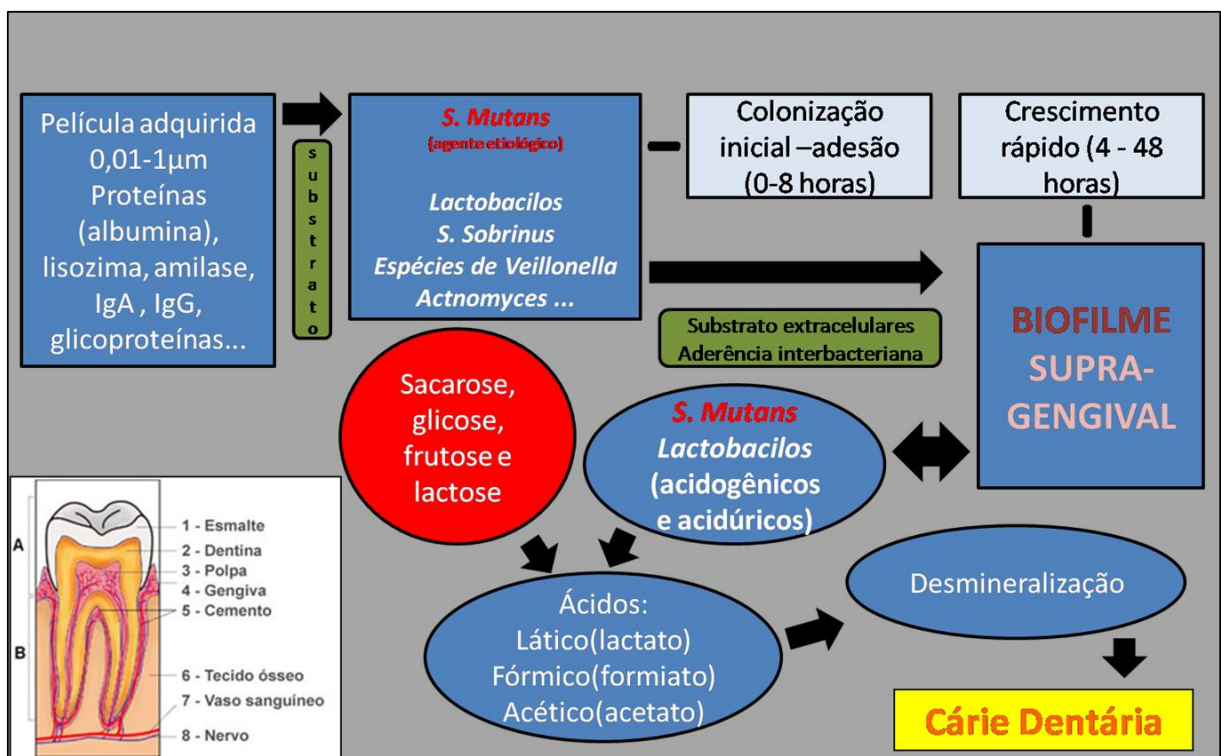 Película adquirida
0,01-1µm
Proteínas
(albumina),
lisozima, amilase,
IgA , IgG,
glicoproteínas...
substrato
S. Mutans
(agente etiológico)
Lactobacilos
S. Sobrinus
Espécies de Veillonella
Actnomyces ...
Colonização
inicial –adesão
(0-8 horas)
Crescimento
rápido (4 - 48
horas)
Substrato extracelulares
Aderência interbacteriana
BIOFILME
SUPRA-
GENGIVAL
Sacarose,
glicose,
frutose e
lactose
S. Mutans
Lactobacilos
(acidogênicos
e acidúricos)
Ácidos:
Lático(lactato)
Fórmico(formiato)
Acético(acetato)
Desmineralização
Cárie Dentária
A
B
1 - Esmalte
2 - Dentina
3 - Polpa
4 - Gengiva
5 - Cemento
6 - Tecido ósseo
7 - Vaso sanguíneo
8 - Nervo